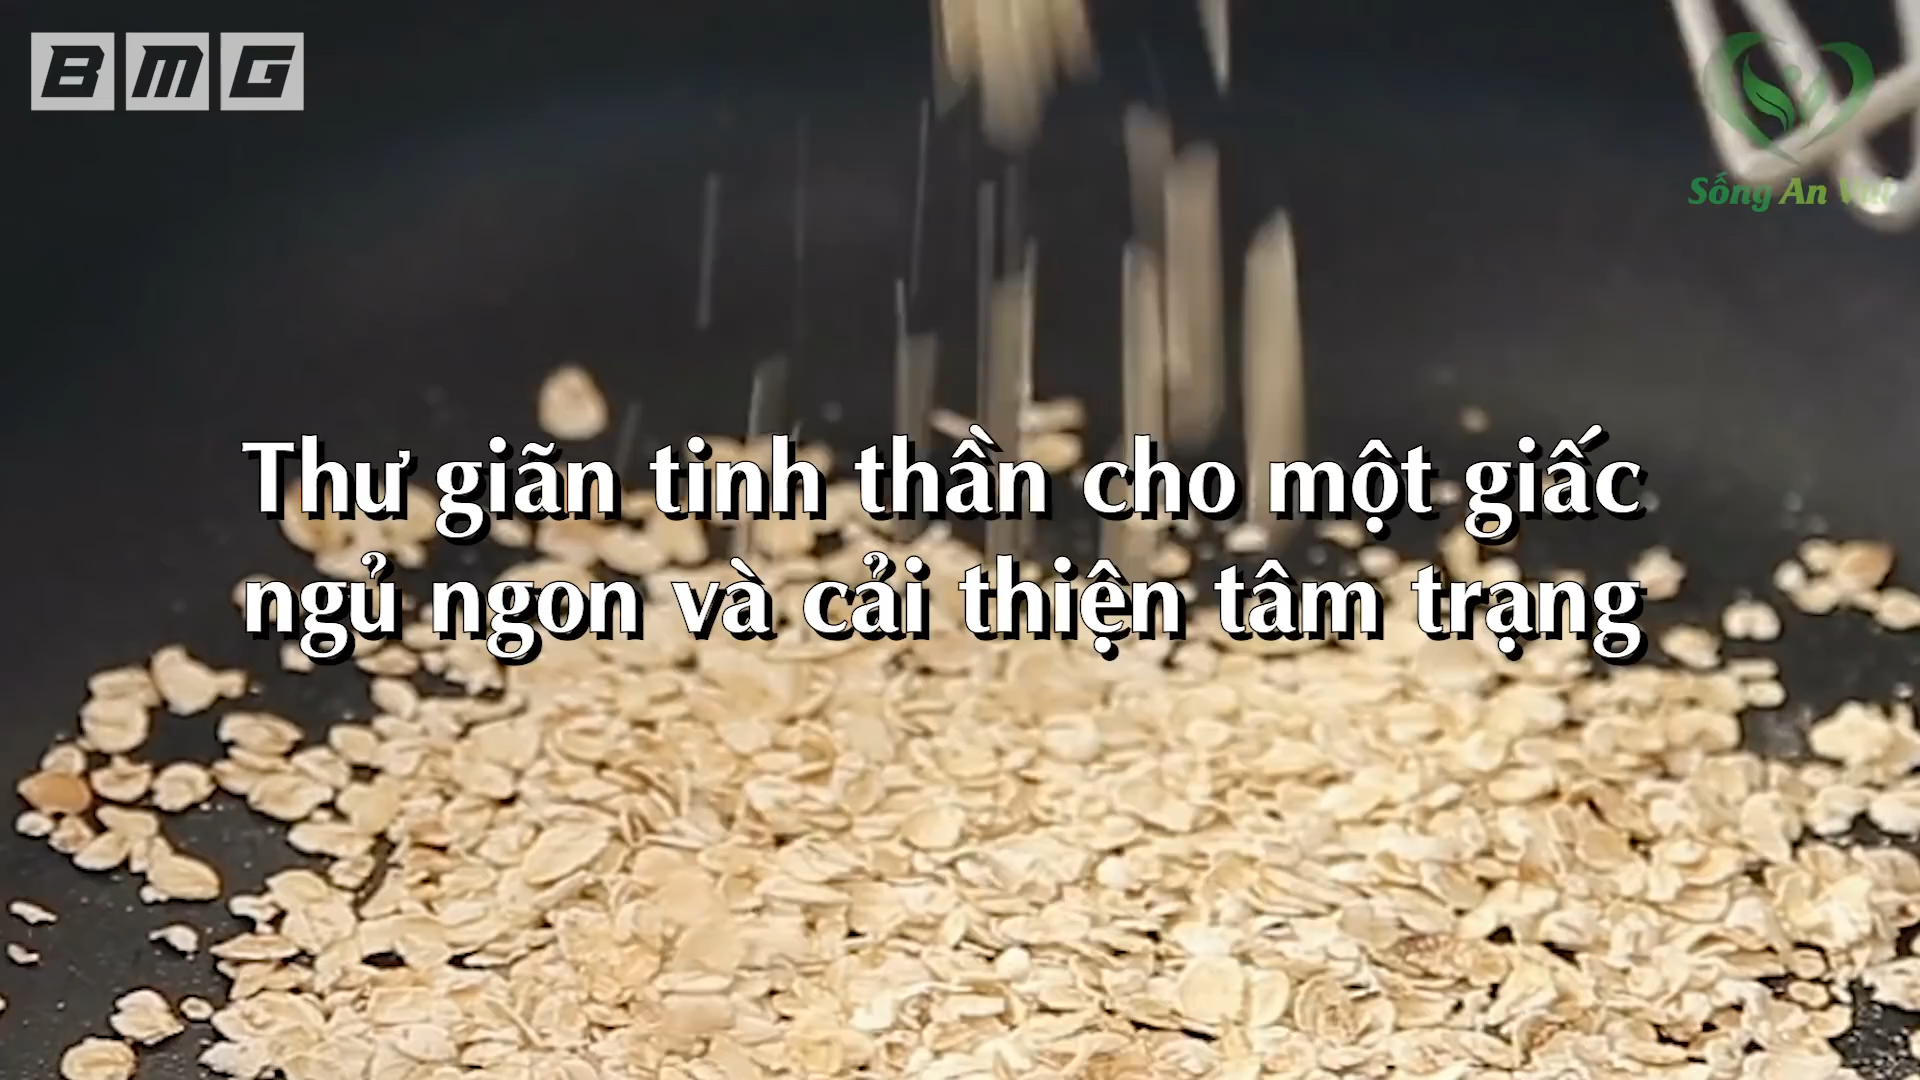 BMG
Sống An
Thư giãn tinh thần cho một giấc
ngủ ngon và cải thiện tâm trạng